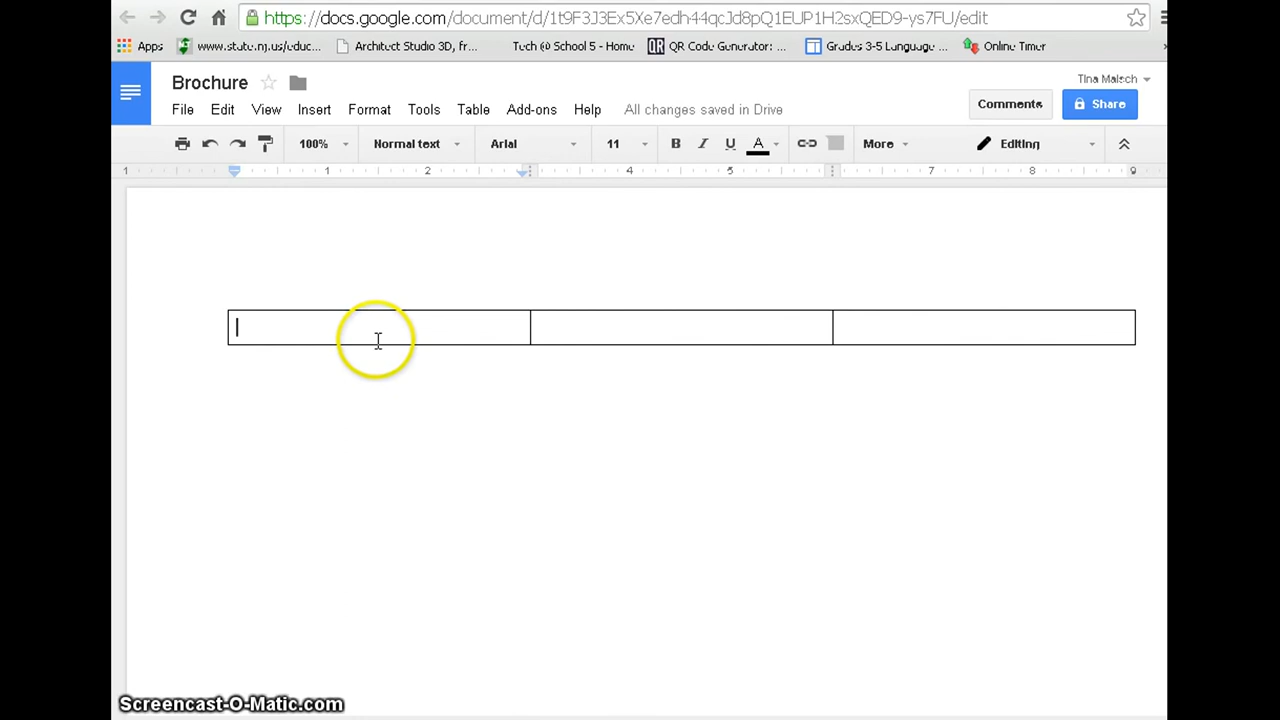 https://docs.google.com/document/d/1t9F3J3Ex5Xe7edh44qcJd8pQ1EUP1H2sxQED9-ys7FU/edit
Apps www.state.nj.us/educ... Architect Studio 3D, fr... Tech @ School 5 - Home QR Code Generator: ... Grades 3-5 Language ... Online Timer
Brochure
Tina Maisch
File Edit View Insert Format Tools Table Add-ons Help All changes saved in Drive
Comments Share
100% Normal text Arial 11 B I U A More Editing
1 1 2 4 5 7 8 9
Screencast-O-Matic.com